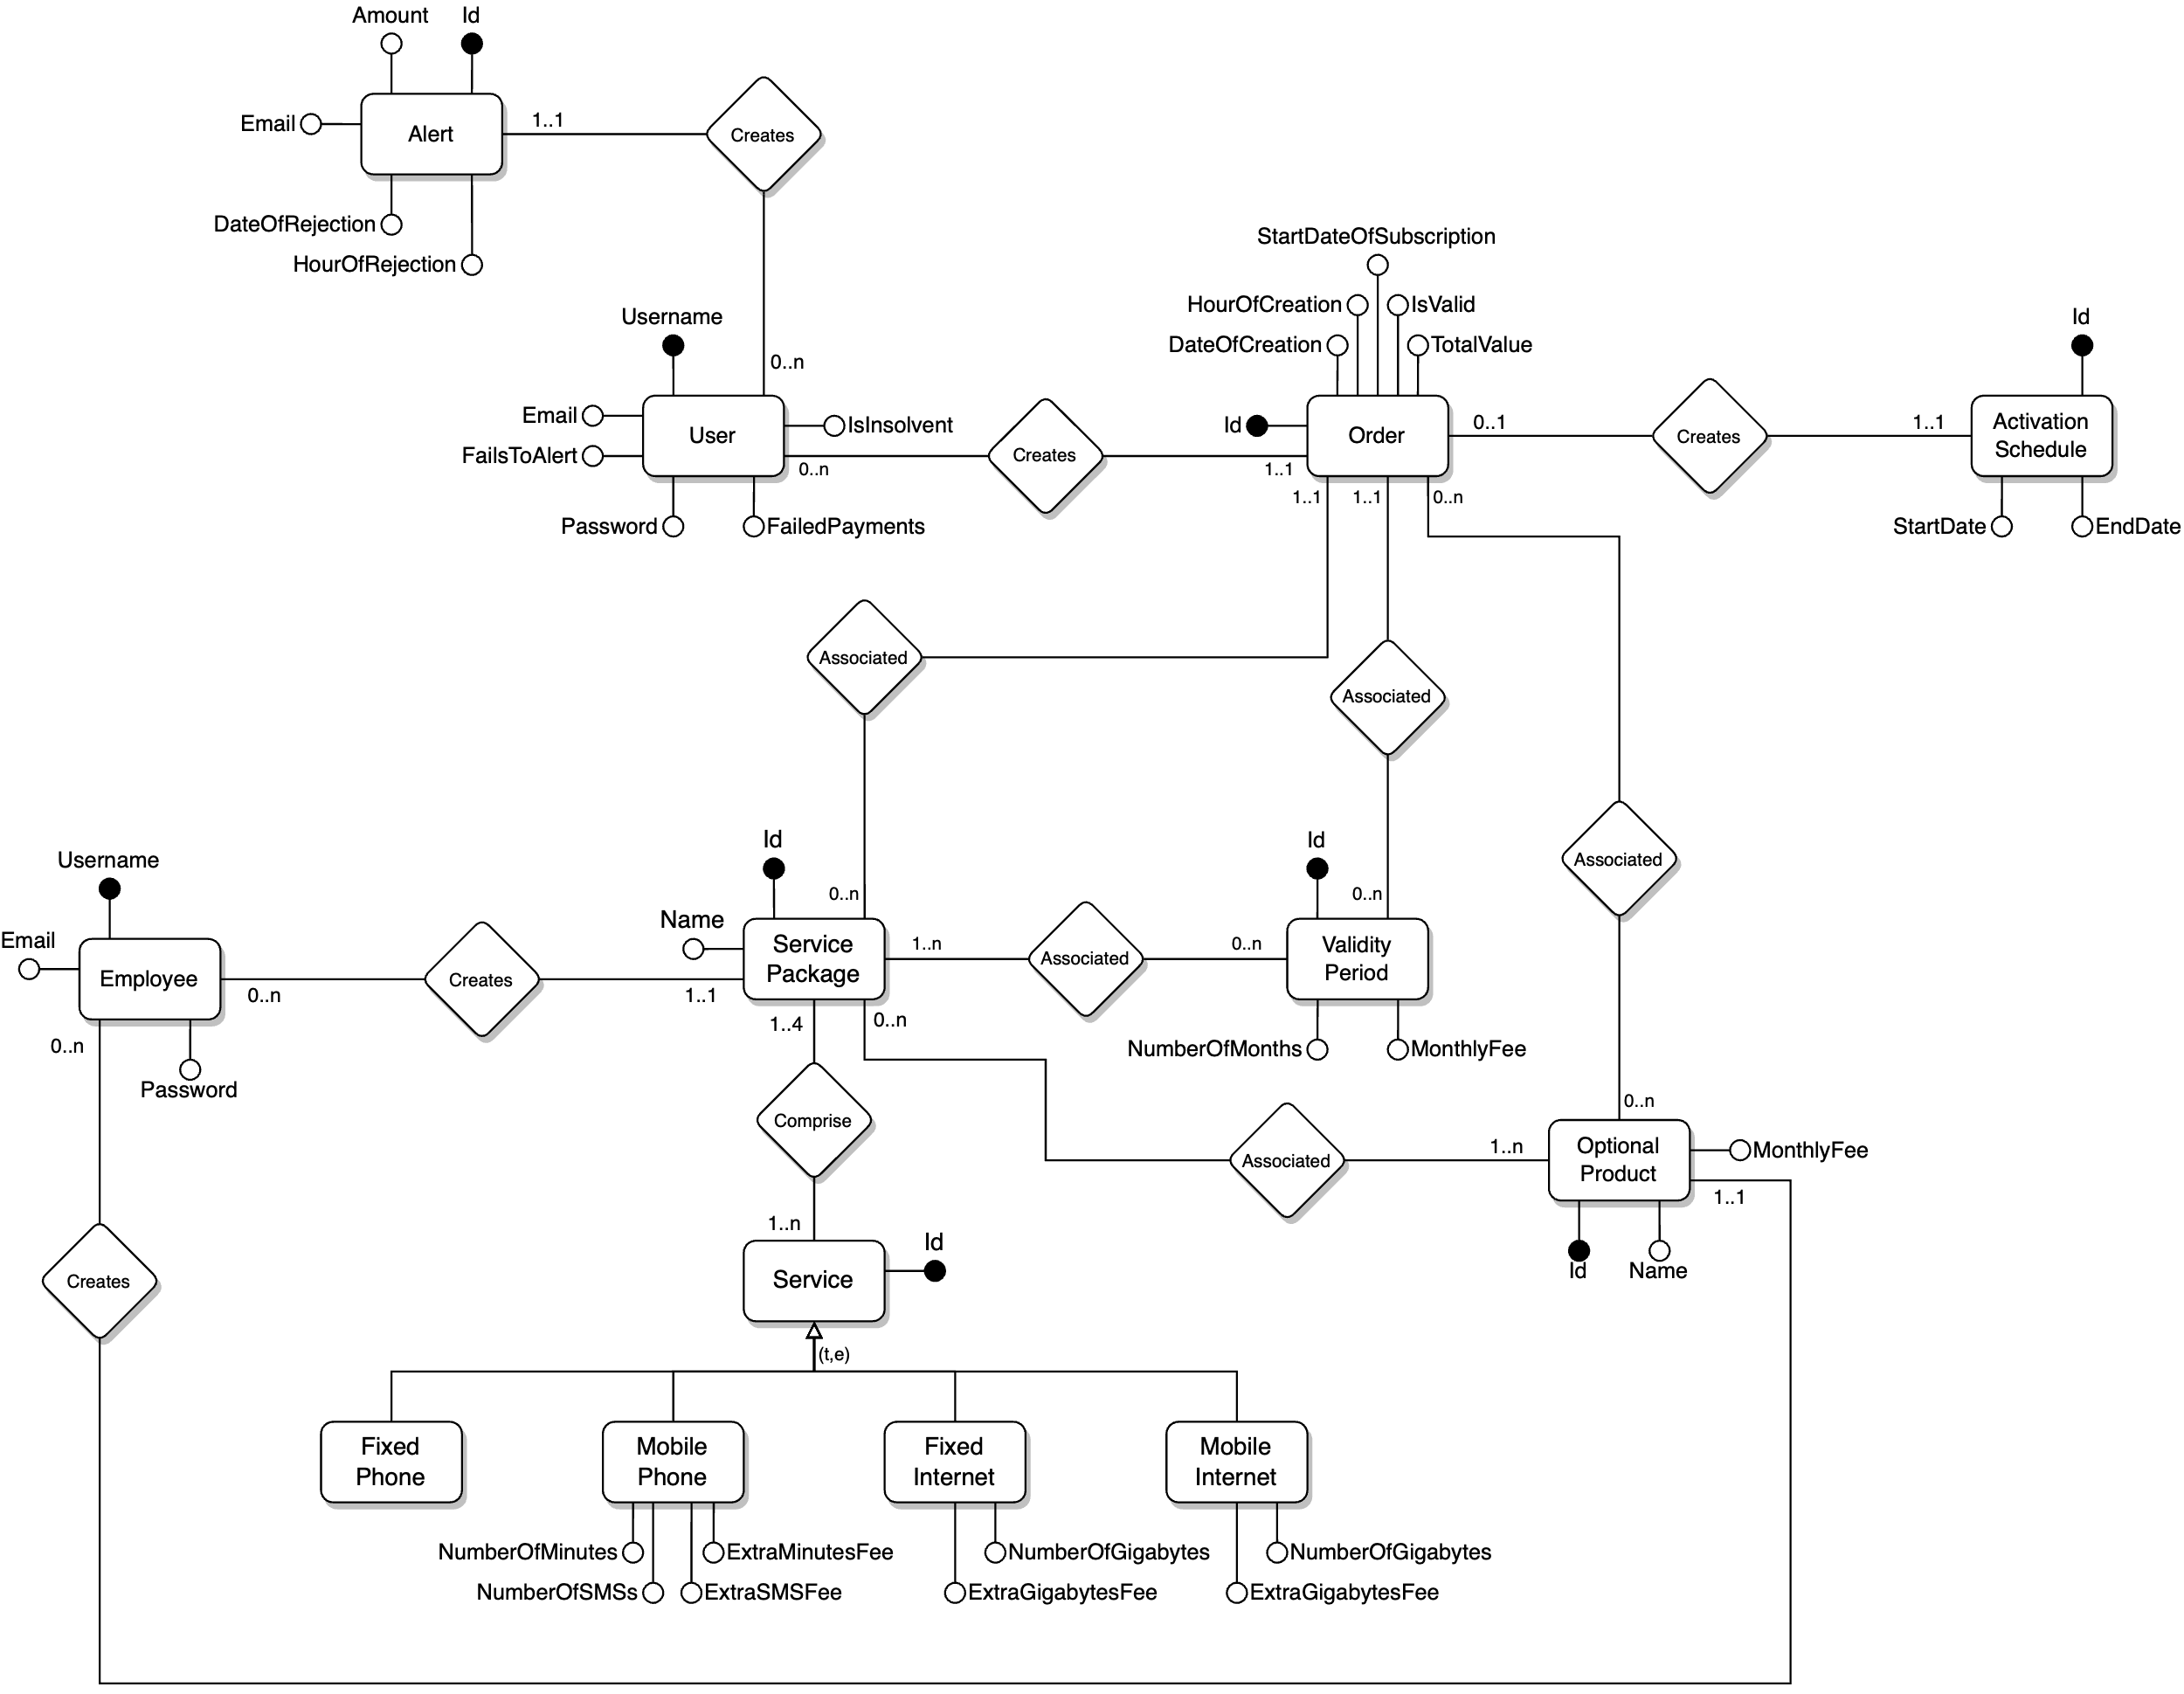 Amount
Id
Email
Alert
1..1
Creates
DateOfRejection
HourOfRejection
StartDateOfSubscription
HourOfCreation
IsValid
Username
Id
DateOfCreation
TotalValue
0..n
Email
User
IsInsolvent
Id
Order
0..1
Creates
1..1
Activation
Schedule
FailsToAlert
0..n
Creates
1..1
1..1
1..1
0..n
Password
FailedPayments
StartDate
EndDate
Associated
Associated
Id
Id
Username
Associated
0..n
0..n
Name
Email
Service
Package
1..n
Associated
0..n
Validity
Period
Employee
0..n
Creates
1..1
1..4
0..n
0..n
NumberOfMonths
MonthlyFee
Password
0..n
Comprise
Associated
1..n
Optional
Product
MonthlyFee
1..1
1..n
Id
Service
Id
Name
Creates
(t,e)
Fixed
Phone
Mobile
Phone
Fixed
Internet
Mobile
Internet
NumberOfMinutes
ExtraMinutesFee
NumberOfGigabytes
NumberOfGigabytes
NumberOfSMSs
ExtraSMSFee
ExtraGigabytesFee
ExtraGigabytesFee